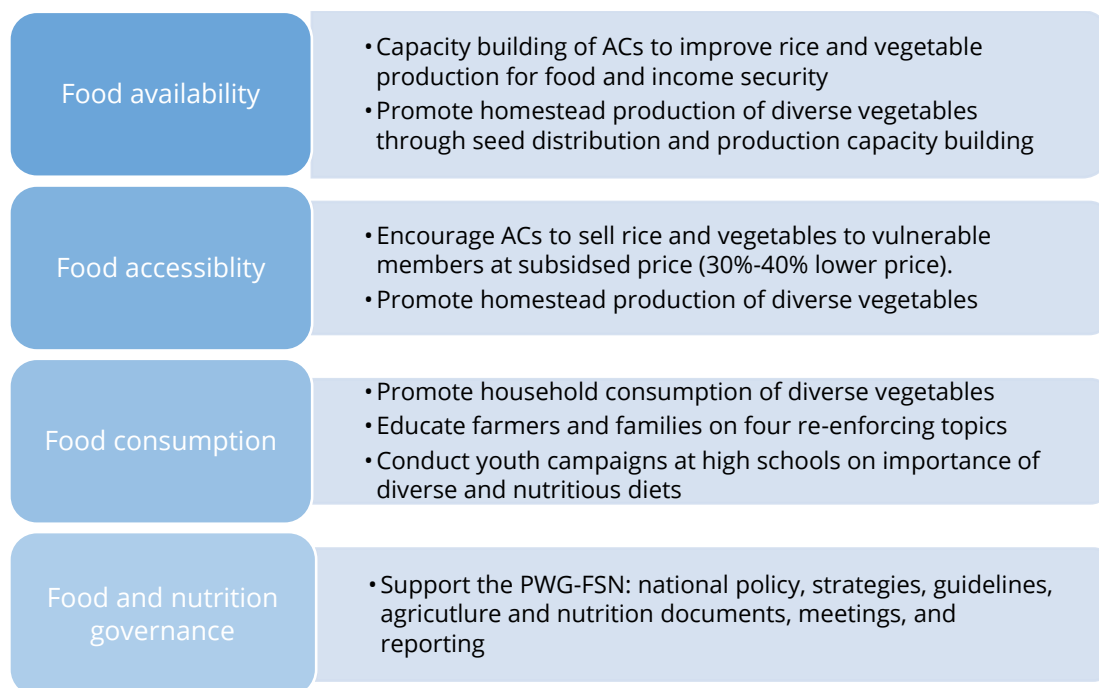 Food availability
• Capacity building of ACs to improve rice and vegetable
production for food and income security
• Promote homestead production of diverse vegetables
through seed distribution and production capacity building
Food accessiblity
• Encourage ACs to sell rice and vegetables to vulnerable
members at subsidsed price (30%-40% lower price).
• Promote homestead production of diverse vegetables
Food consumption
• Promote household consumption of diverse vegetables
• Educate farmers and families on four re-enforcing topics
• Conduct youth campaigns at high schools on importance of
diverse and nutritious diets
Food and nutrition
governance
• Support the PWG-FSN: national policy, strategies, guidelines,
agricutlure and nutrition documents, meetings, and
reporting